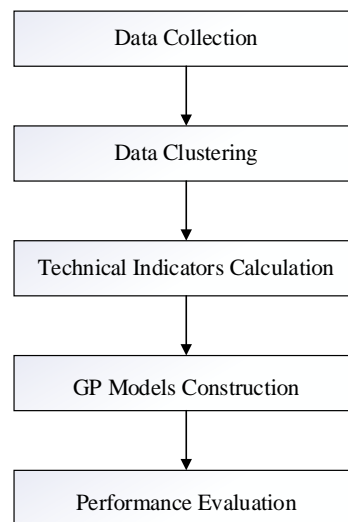 Data Collection
Data Clustering
Technical Indicators Calculation
GP Models Construction
Performance Evaluation